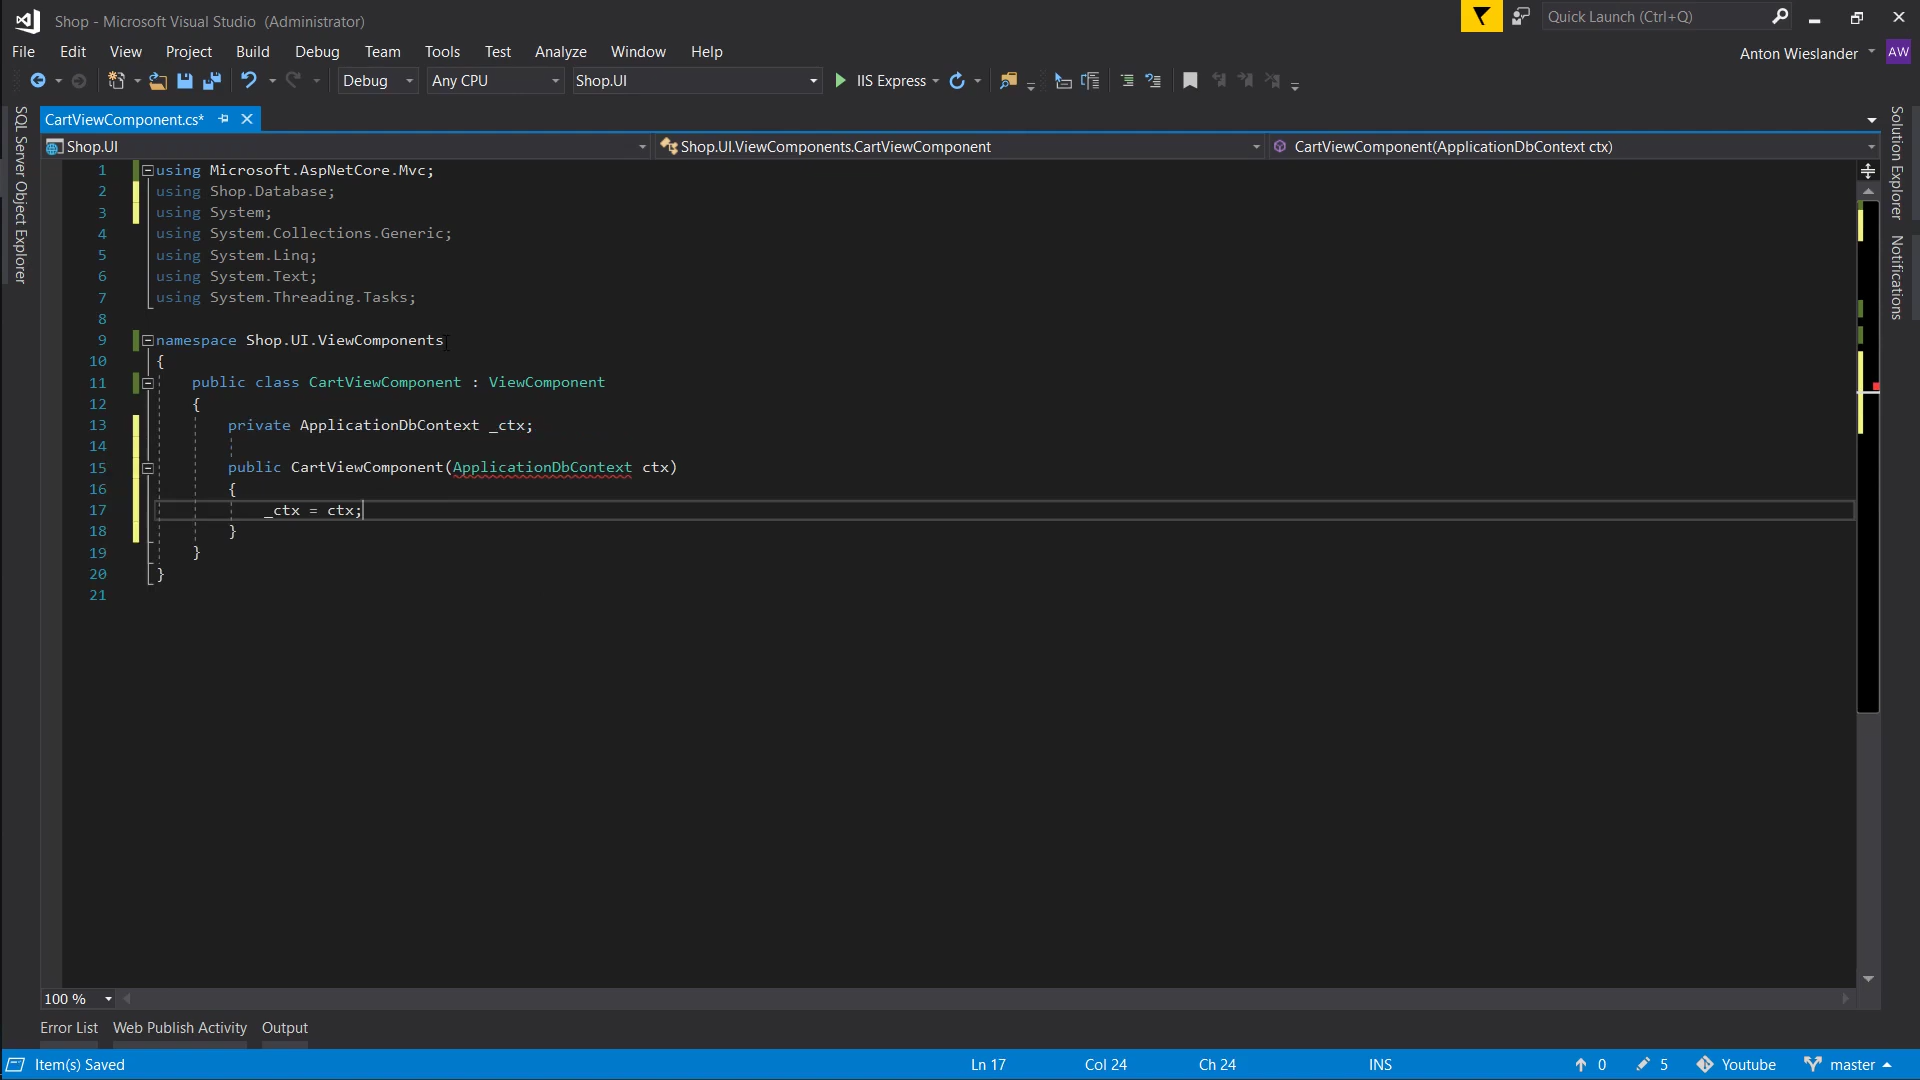 Shop - Microsoft Visual Studio (Administrator)
Quick Launch (Ctrl+Q)
File Edit View Project Build Debug Team Tools Test Analyze Window Help
Anton Wieslander AW
Debug Any CPU Shop.UI IIS Express
SQL Server Object Explorer
CartViewComponent.cs*
Shop.UI Shop.UI.ViewComponents.CartViewComponent CartViewComponent(ApplicationDbContext ctx)
Solution Explorer
Notifications
1 using Microsoft.AspNetCore.Mvc;
2 using Shop.Database;
3 using System;
4 using System.Collections.Generic;
5 using System.Linq;
6 using System.Text;
7 using System.Threading.Tasks;
8
9 namespace Shop.UI.ViewComponents
10 {
11 public class CartViewComponent : ViewComponent
12 {
13 private ApplicationDbContext _ctx;
14
15 public CartViewComponent(ApplicationDbContext ctx)
16 {
17 _ctx = ctx;
18 }
19 }
20 }
21
100 %
Error List Web Publish Activity Output
Item(s) Saved Ln 17 Col 24 Ch 24 INS 0 5 Youtube master